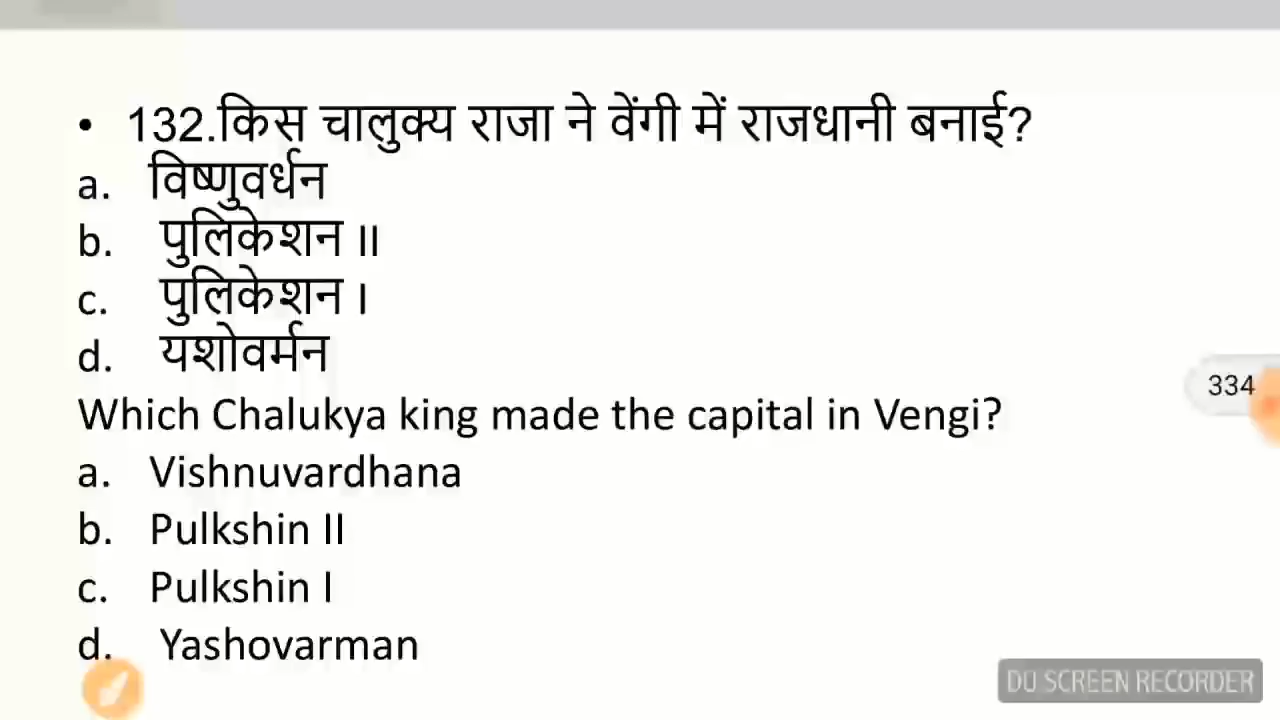 • 132.किस चालुक्य राजा ने वेंगी में राजधानी बनाई?
a. विष्णुवर्धन
b. पुलिकेशन II
c. पुलिकेशन I
d. यशोवर्मन
334
Which Chalukya king made the capital in Vengi?
a. Vishnuvardhana
b. Pulkshin II
c. Pulkshin I
d. Yashovarman
DU SCREEN RECORDER